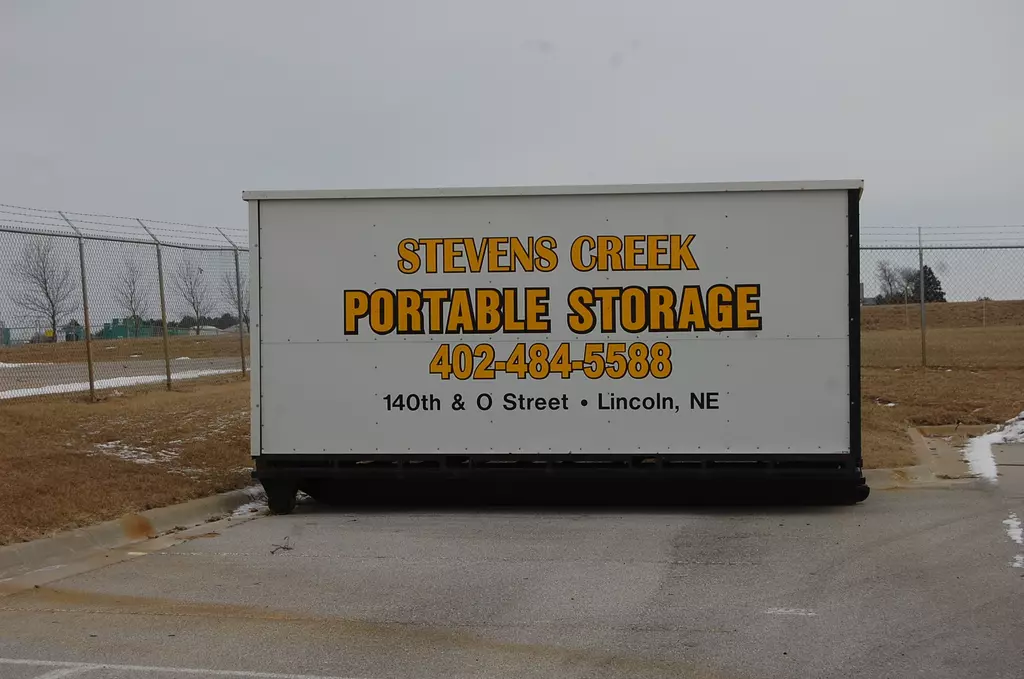 STEVENS CREEK
PORTABLE STORAGE
402-484-5588
140th & O Street • Lincoln, NE